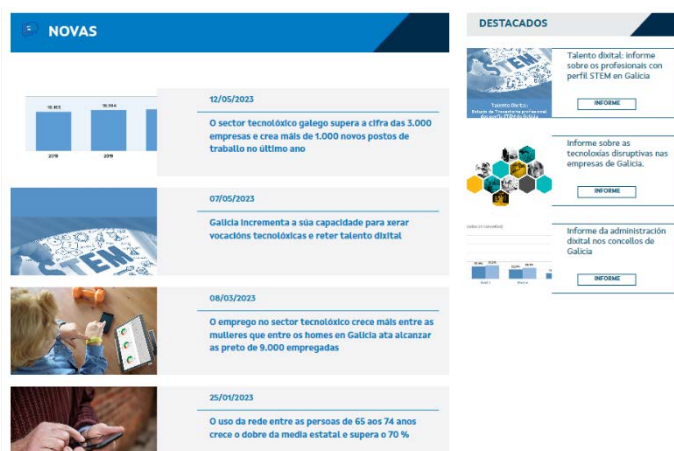 NOVAS
12/05/2023
O sector tecnolóxico galego supera a cifra das 3.000
empresas e crea máis de 1.000 novos postos de
traballo no último ano
2018
2019
07/05/2023
Galicia incrementa a súa capacidade para xerar
vocacións tecnolóxicas e reter talento dixital
STEM
08/03/2023
O emprego no sector tecnolóxico crece máis entre as
mulleres que entre os homes en Galicia ata alcanzar
as preto de 9.000 empregadas
25/01/2023
O uso da rede entre as persoas de 65 aos 74 anos
crece o dobre da media estatal e supera o 70 %
DESTACADOS
STEM
Talento dixital: informe
sobre os profesionais con
perfil STEM en Galicia
INFORME
Informe sobre as
tecnoloxías disruptivas nas
empresas de Galicia.
INFORME
Informe da administración
dixital nos concellos de
Galicia
INFORME